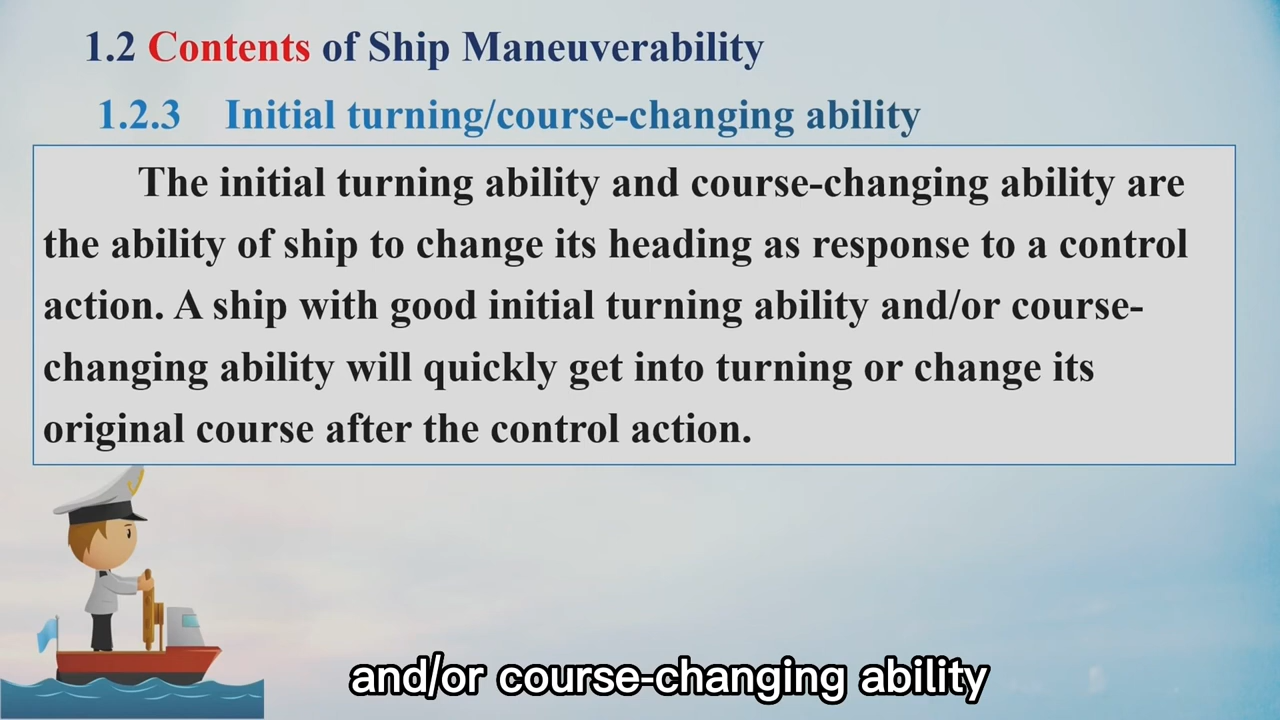 1.2 Contents of Ship Maneuverability
1.2.3 Initial turning/course-changing ability
The initial turning ability and course-changing ability are
the ability of ship to change its heading as response to a control
action. A ship with good initial turning ability and/or course-
changing ability will quickly get into turning or change its
original course after the control action.
and/or course-changing ability